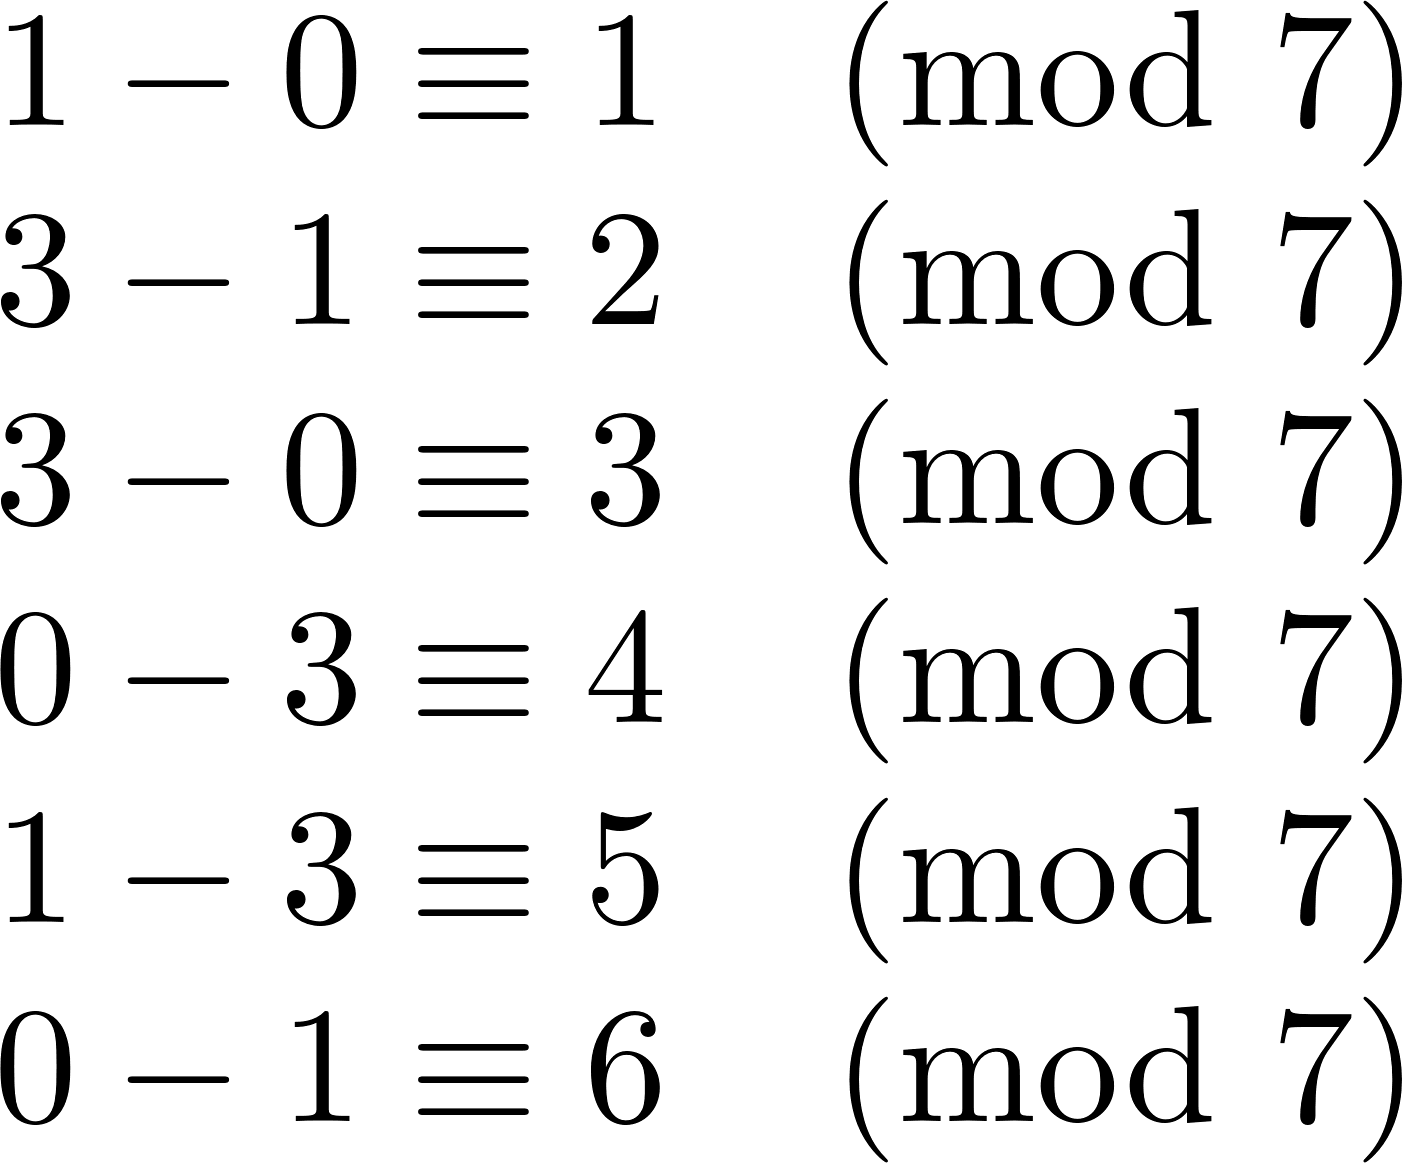 1 − 0 ≡ 1 (mod 7)
3 − 1 ≡ 2 (mod 7)
3 − 0 ≡ 3 (mod 7)
0 − 3 ≡ 4 (mod 7)
1 − 3 ≡ 5 (mod 7)
0 − 1 ≡ 6 (mod 7)